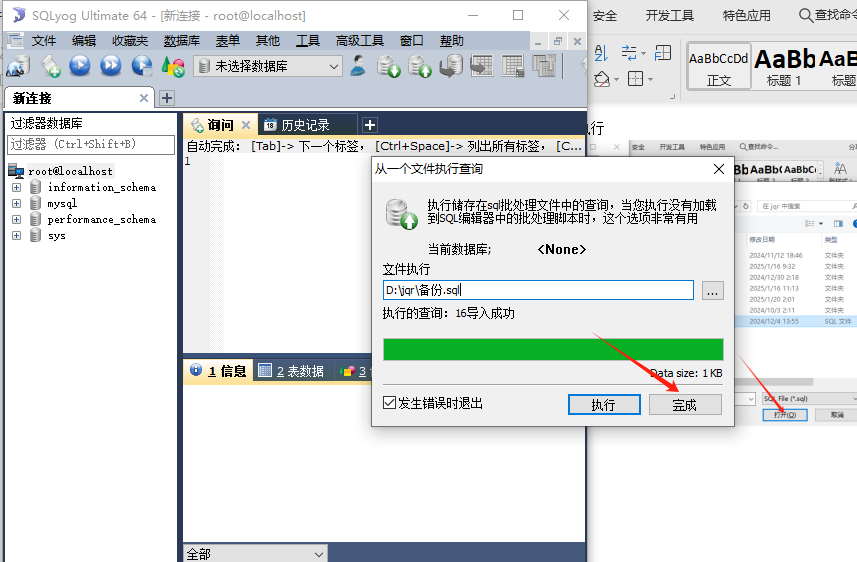 SQLyog Ultimate 64 - [新连接 - root@localhost]
文件 编辑 收藏夹 数据库 表单 其他 工具 高级工具 窗口 帮助
未选择数据库
新连接
过滤器数据库
过滤器 (Ctrl+Shift+B)
root@localhost
information_schema
mysql
performance_schema
sys
询问 历史记录
自动完成: [Tab]-> 下一个标签, [Ctrl+Space]-> 列出所有标签, [C...
1
从一个文件执行查询
执行储存在sql批处理文件中的查询，当您执行没有加载
到SQL编辑器中的批处理脚本时，这个选项非常有用
当前数据库; <None>
文件执行
D:\jqr\备份.sql
...
执行的查询：16导入成功
Data size: 1 KB
发生错误时退出
执行 完成
1 信息 2 表数据 3
全部
安全 开发工具 特色应用 查找命令
AaBbCcDd AaBb AaBb
正文 标题 1 标题
行
安全 开发工具 特色应用 查找命令...
在 jqr 中搜索
修改日期 类型
2024/11/12 18:46 文件夹
2025/1/16 9:32 文件夹
2024/12/30 2:18 文件夹
2025/1/16 11:13 文件夹
2025/1/20 2:01 文件夹
2024/10/3 2:11 文件夹
2024/12/4 13:55 SQL 文件
SQL File (*.sql)
打开(O) 取消